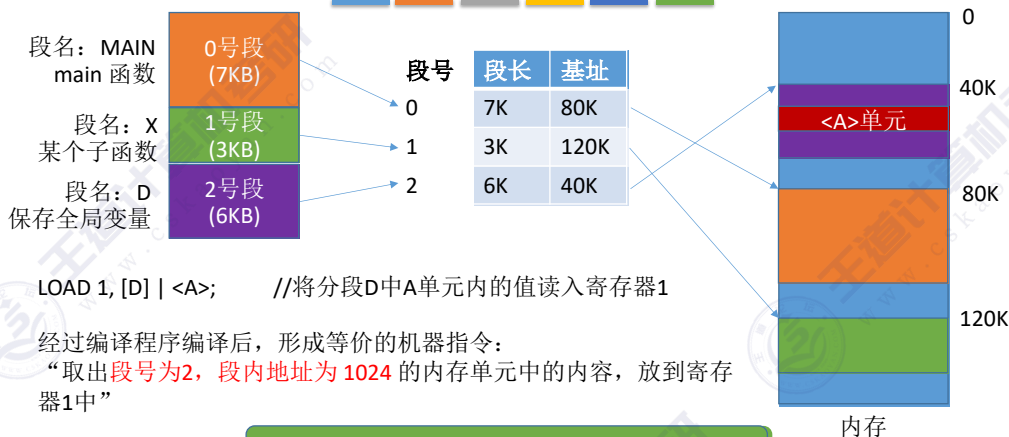 段名：MAIN
main 函数
0号段
(7KB)
段名：X
某个子函数
1号段
(3KB)
段名：D
保存全局变量
2号段
(6KB)
段号 段长 基址
0 7K 80K
1 3K 120K
2 6K 40K
0
40K
<A>单元
80K
120K
内存
LOAD 1, [D] | <A>; //将分段D中A单元内的值读入寄存器1
经过编译程序编译后，形成等价的机器指令：
“取出段号为2，段内地址为 1024 的内存单元中的内容，放到寄存
器1中”